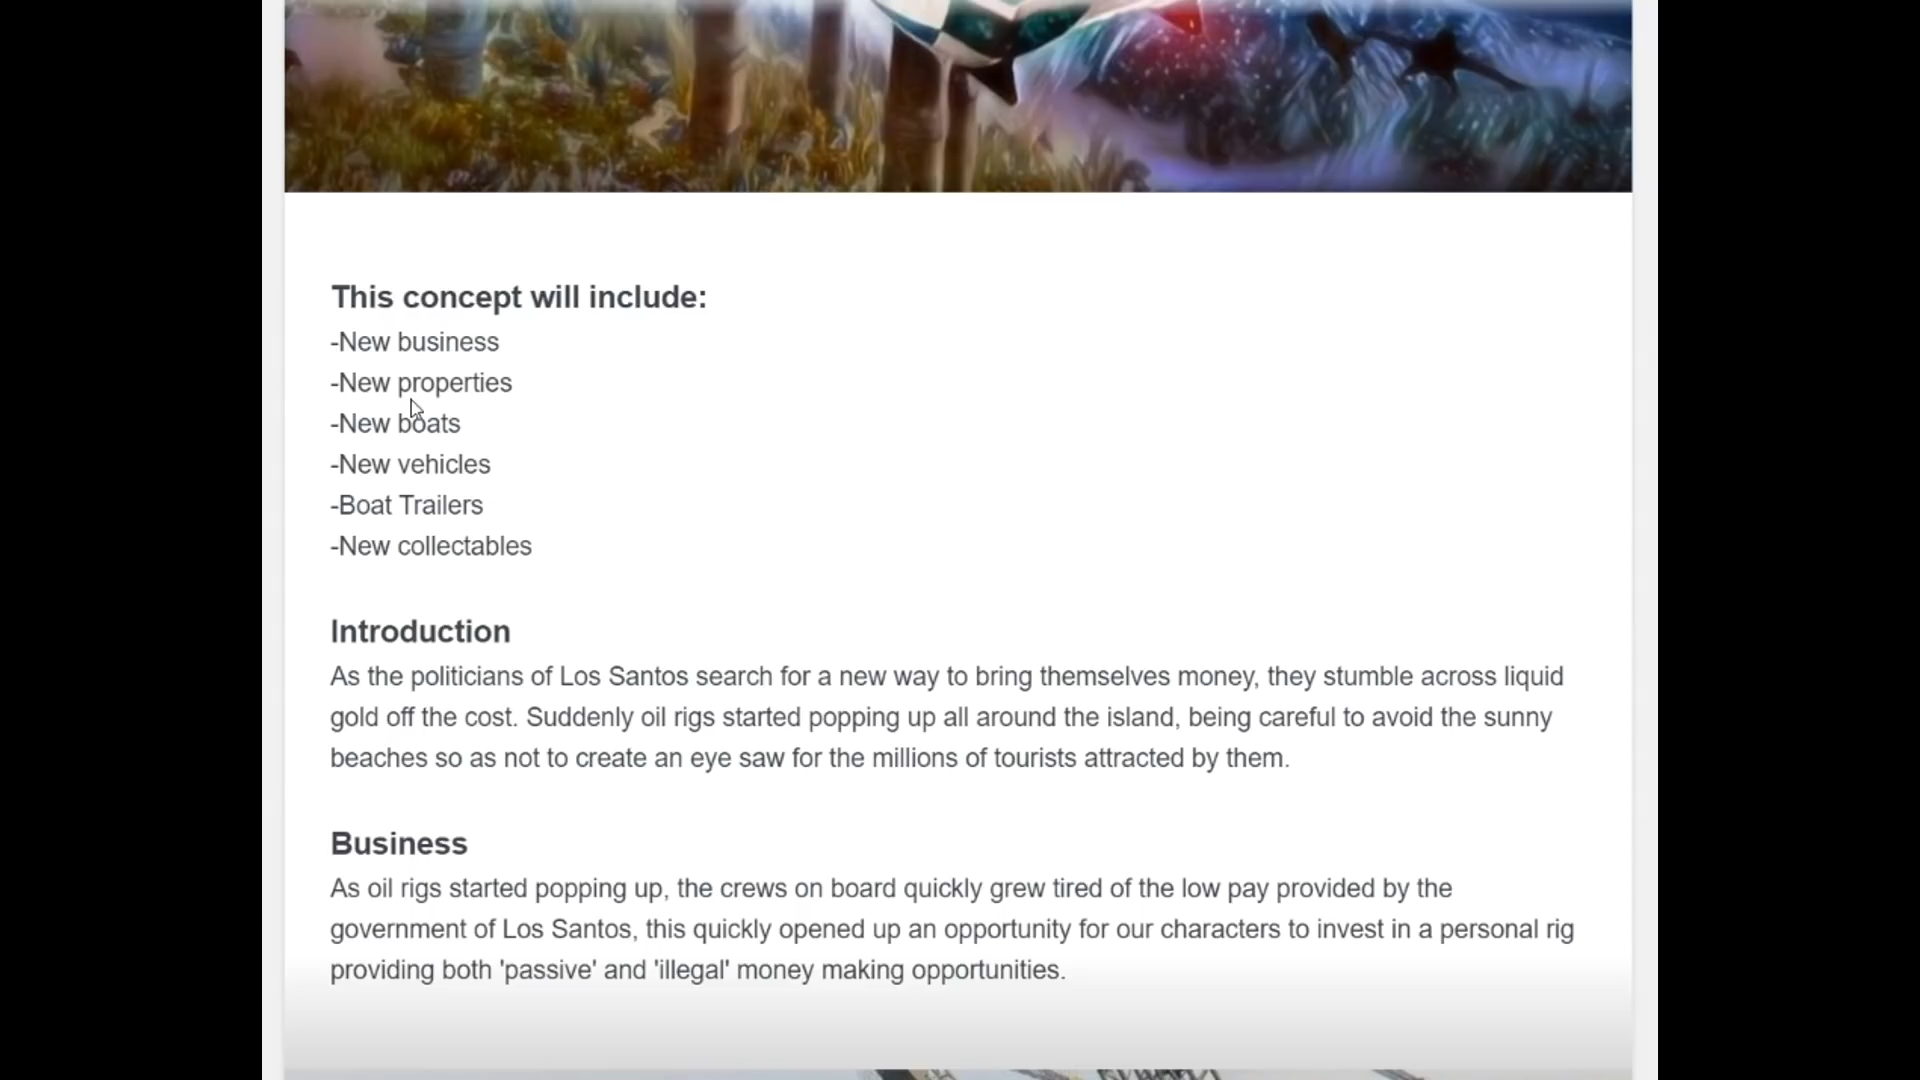 This concept will include:
-New business
-New properties
-New boats
-New vehicles
-Boat Trailers
-New collectables
Introduction
As the politicians of Los Santos search for a new way to bring themselves money, they stumble across liquid
gold off the cost. Suddenly oil rigs started popping up all around the island, being careful to avoid the sunny
beaches so as not to create an eye saw for the millions of tourists attracted by them.
Business
As oil rigs started popping up, the crews on board quickly grew tired of the low pay provided by the
government of Los Santos, this quickly opened up an opportunity for our characters to invest in a personal rig
providing both 'passive' and 'illegal' money making opportunities.